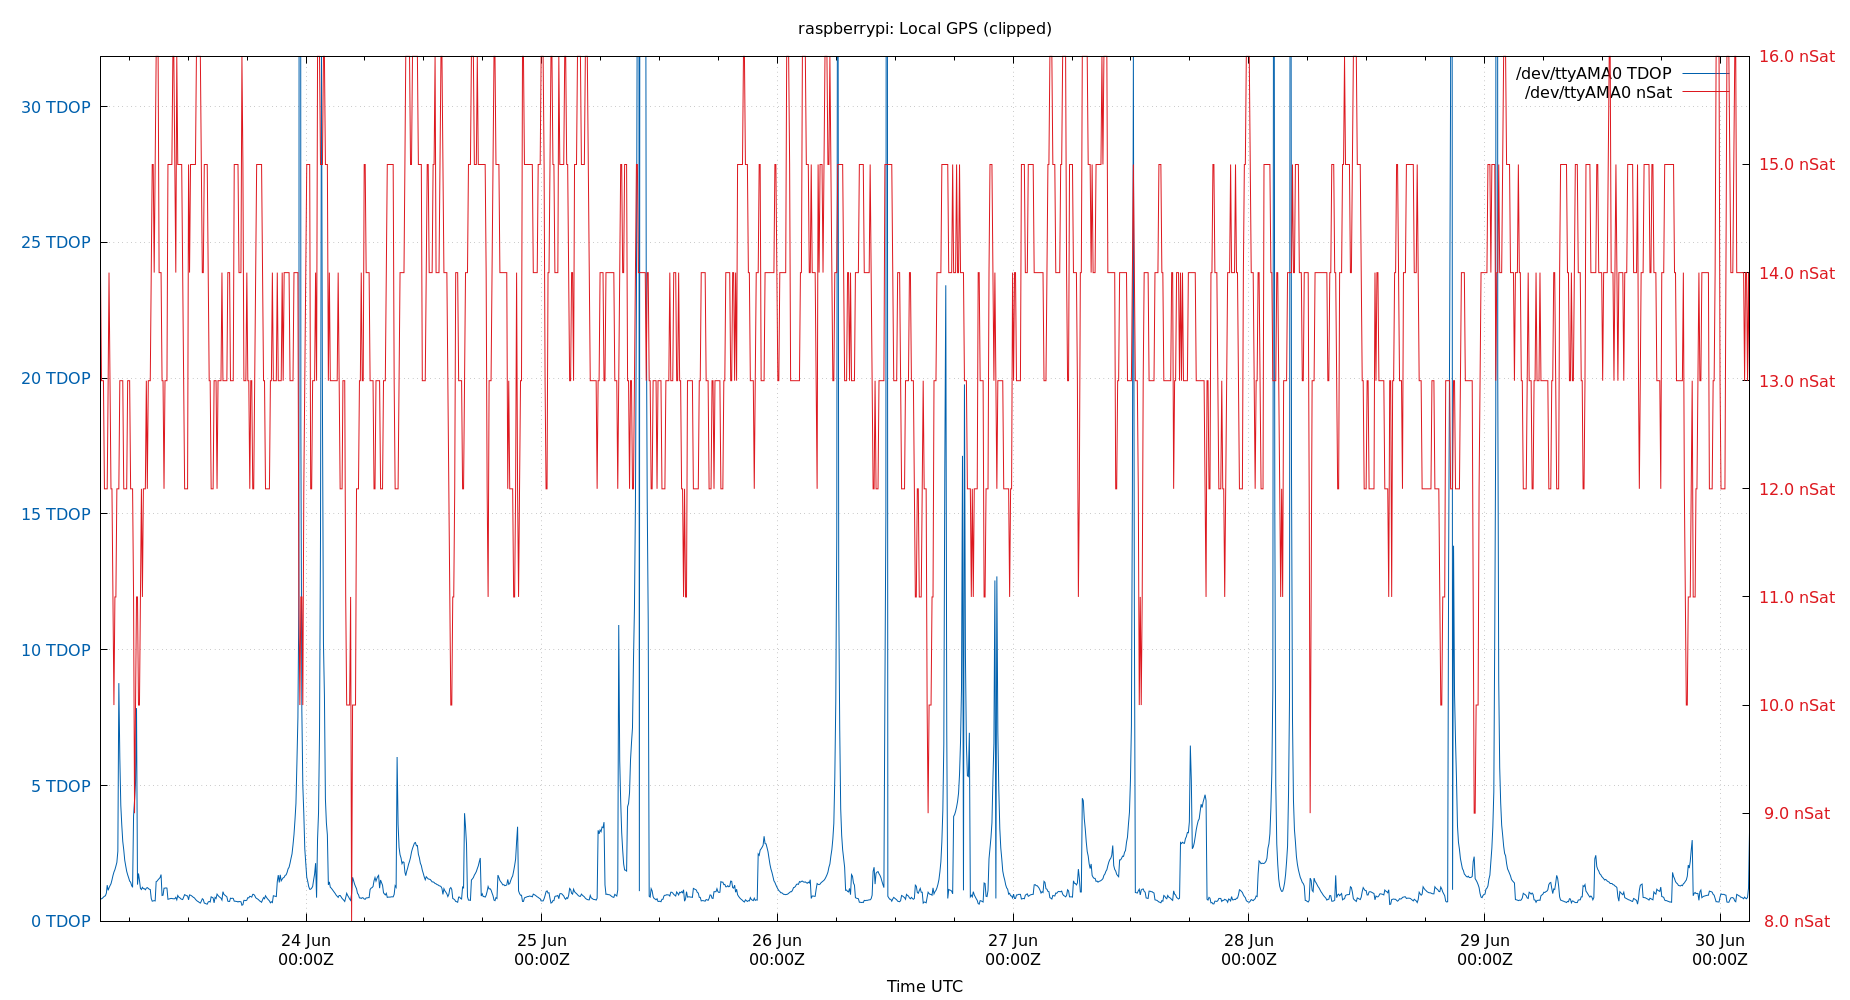 raspberrypi: Local GPS (clipped)
/dev/ttyAMA0 TDOP
/dev/ttyAMA0 nSat
30 TDOP
25 TDOP
20 TDOP
15 TDOP
10 TDOP
5 TDOP
0 TDOP
16.0 nSat
15.0 nSat
14.0 nSat
13.0 nSat
12.0 nSat
11.0 nSat
10.0 nSat
9.0 nSat
8.0 nSat
24 Jun
00:00Z
25 Jun
00:00Z
26 Jun
00:00Z
27 Jun
00:00Z
28 Jun
00:00Z
29 Jun
00:00Z
30 Jun
00:00Z
Time UTC